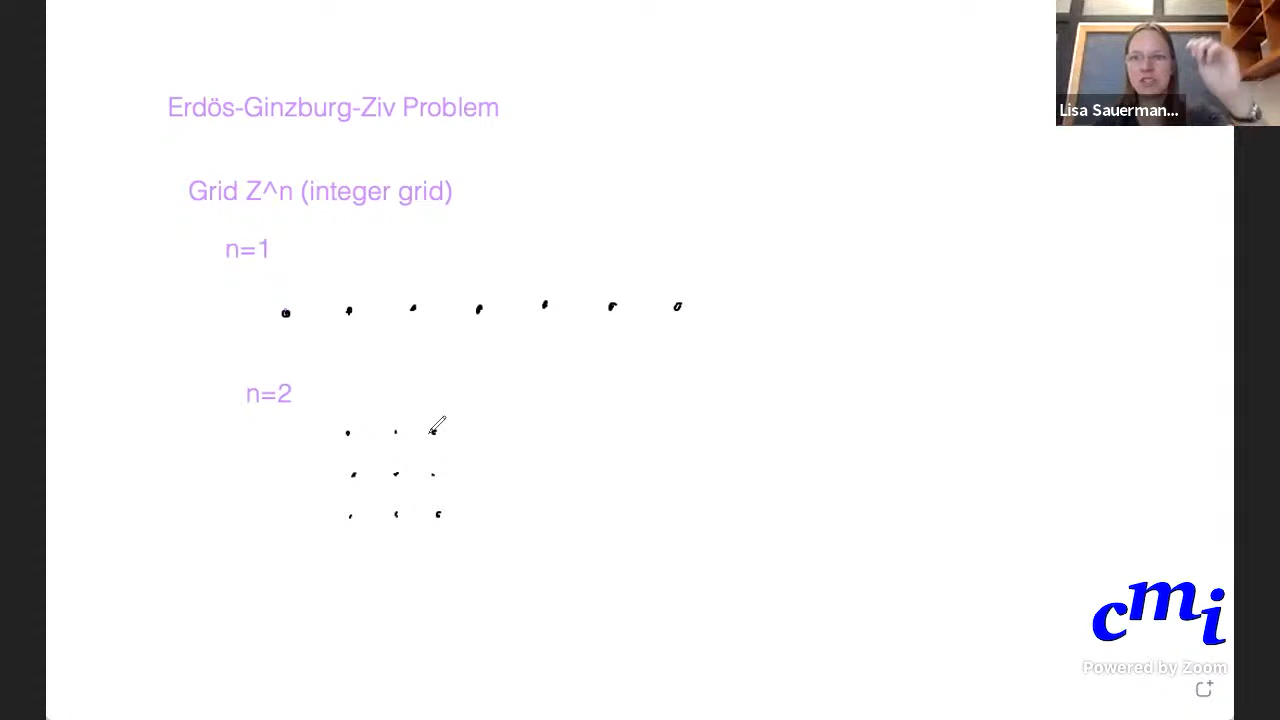 Erdös-Ginzburg-Ziv Problem
Lisa Sauerman...
Grid Z^n (integer grid)
n=1
n=2
cmi
Powered by Zoom